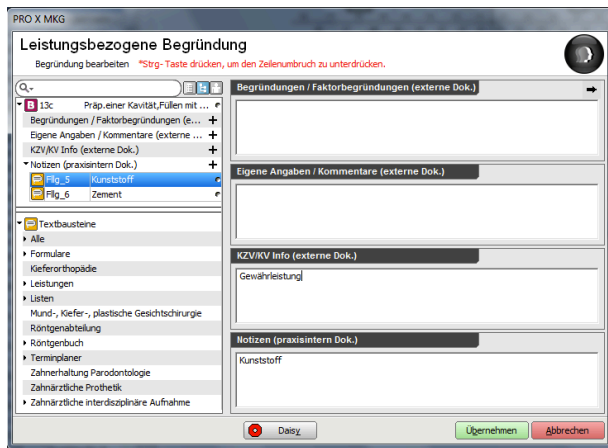 PRO X MKG
Leistungsbezogene Begründung
Begründung bearbeiten *Strg-Taste drücken, um den Zeilenumbruch zu unterdrücken.
B 13c Präp.einer Kavität,Füllen mit ...
Begründungen / Faktorbegründungen (e...
Eigene Angaben / Kommentare (externe ...
KZV/KV Info (externe Dok.)
Notizen (praxisintern Dok.)
Fllg_5 Kunststoff
Fllg_6 Zement
Textbausteine
Alle
Formulare
Kieferorthopädie
Leistungen
Listen
Mund-, Kiefer-, plastische Gesichtschirurgie
Röntgenabteilung
Röntgenbuch
Terminplaner
Zahnerhaltung Parodontologie
Zahnärztliche Prothetik
Zahnärztliche interdisziplinäre Aufnahme
Begründungen / Faktorbegründungen (externe Dok.)
Eigene Angaben / Kommentare (externe Dok.)
KZV/KV Info (externe Dok.)
Gewährleistung
Notizen (praxisintern Dok.)
Kunststoff
Daisy
Übernehmen
Abbrechen